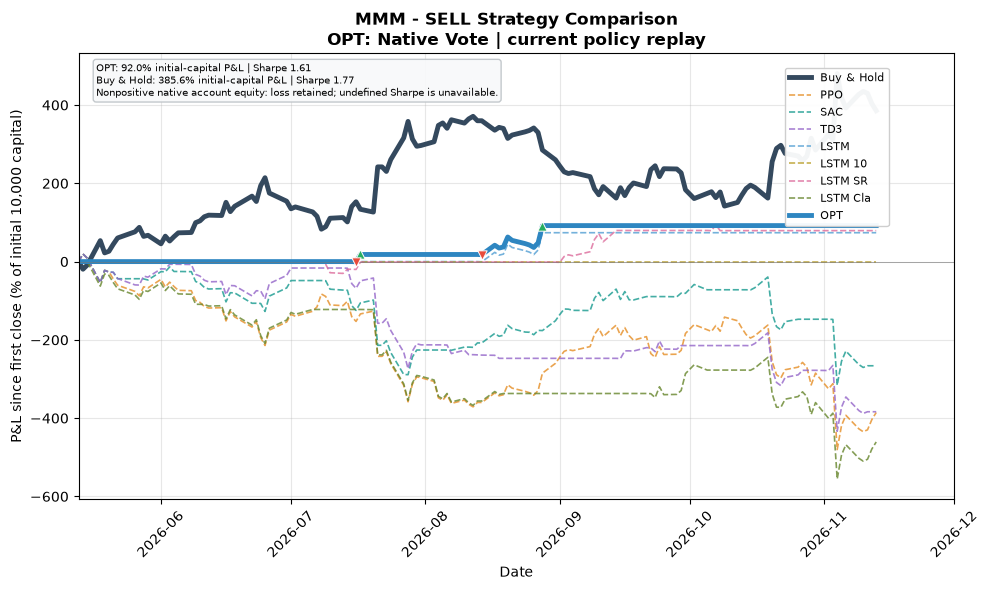 MMM - SELL Strategy Comparison
OPT: Native Vote | current policy replay
OPT: 92.0% initial-capital P&L | Sharpe 1.61
Buy & Hold: 385.6% initial-capital P&L | Sharpe 1.77
Nonpositive native account equity: loss retained; undefined Sharpe is unavailable.
Buy & Hold
PPO
SAC
TD3
LSTM
LSTM 10
LSTM SR
LSTM Cla
OPT
P&L since first close (% of initial 10,000 capital)
400
200
0
−200
−400
−600
2026-06
2026-07
2026-08
2026-09
2026-10
2026-11
2026-12
Date